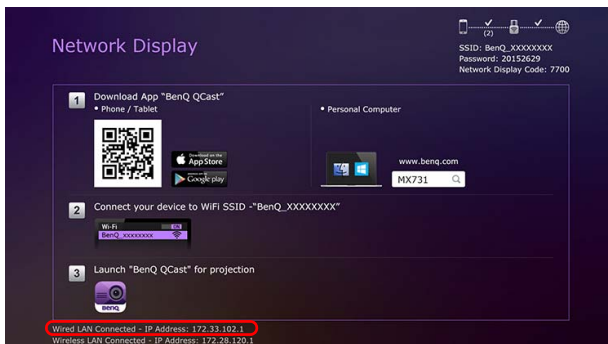 Network Display
(2)
SSID: BenQ_XXXXXXXX
Password: 20152629
Network Display Code: 7700
1
Download App "BenQ QCast"
• Phone / Tablet
• Personal Computer
Download on the
App Store
Google play
www.benq.com
MX731
2
Connect your device to WiFi SSID -"BenQ_XXXXXXXX"
Wi-Fi
BenQ_xxxxxxxx
3
Launch "BenQ QCast" for projection
BenQ
Wired LAN Connected - IP Address: 172.33.102.1
Wireless LAN Connected - IP Address: 172.28.120.1